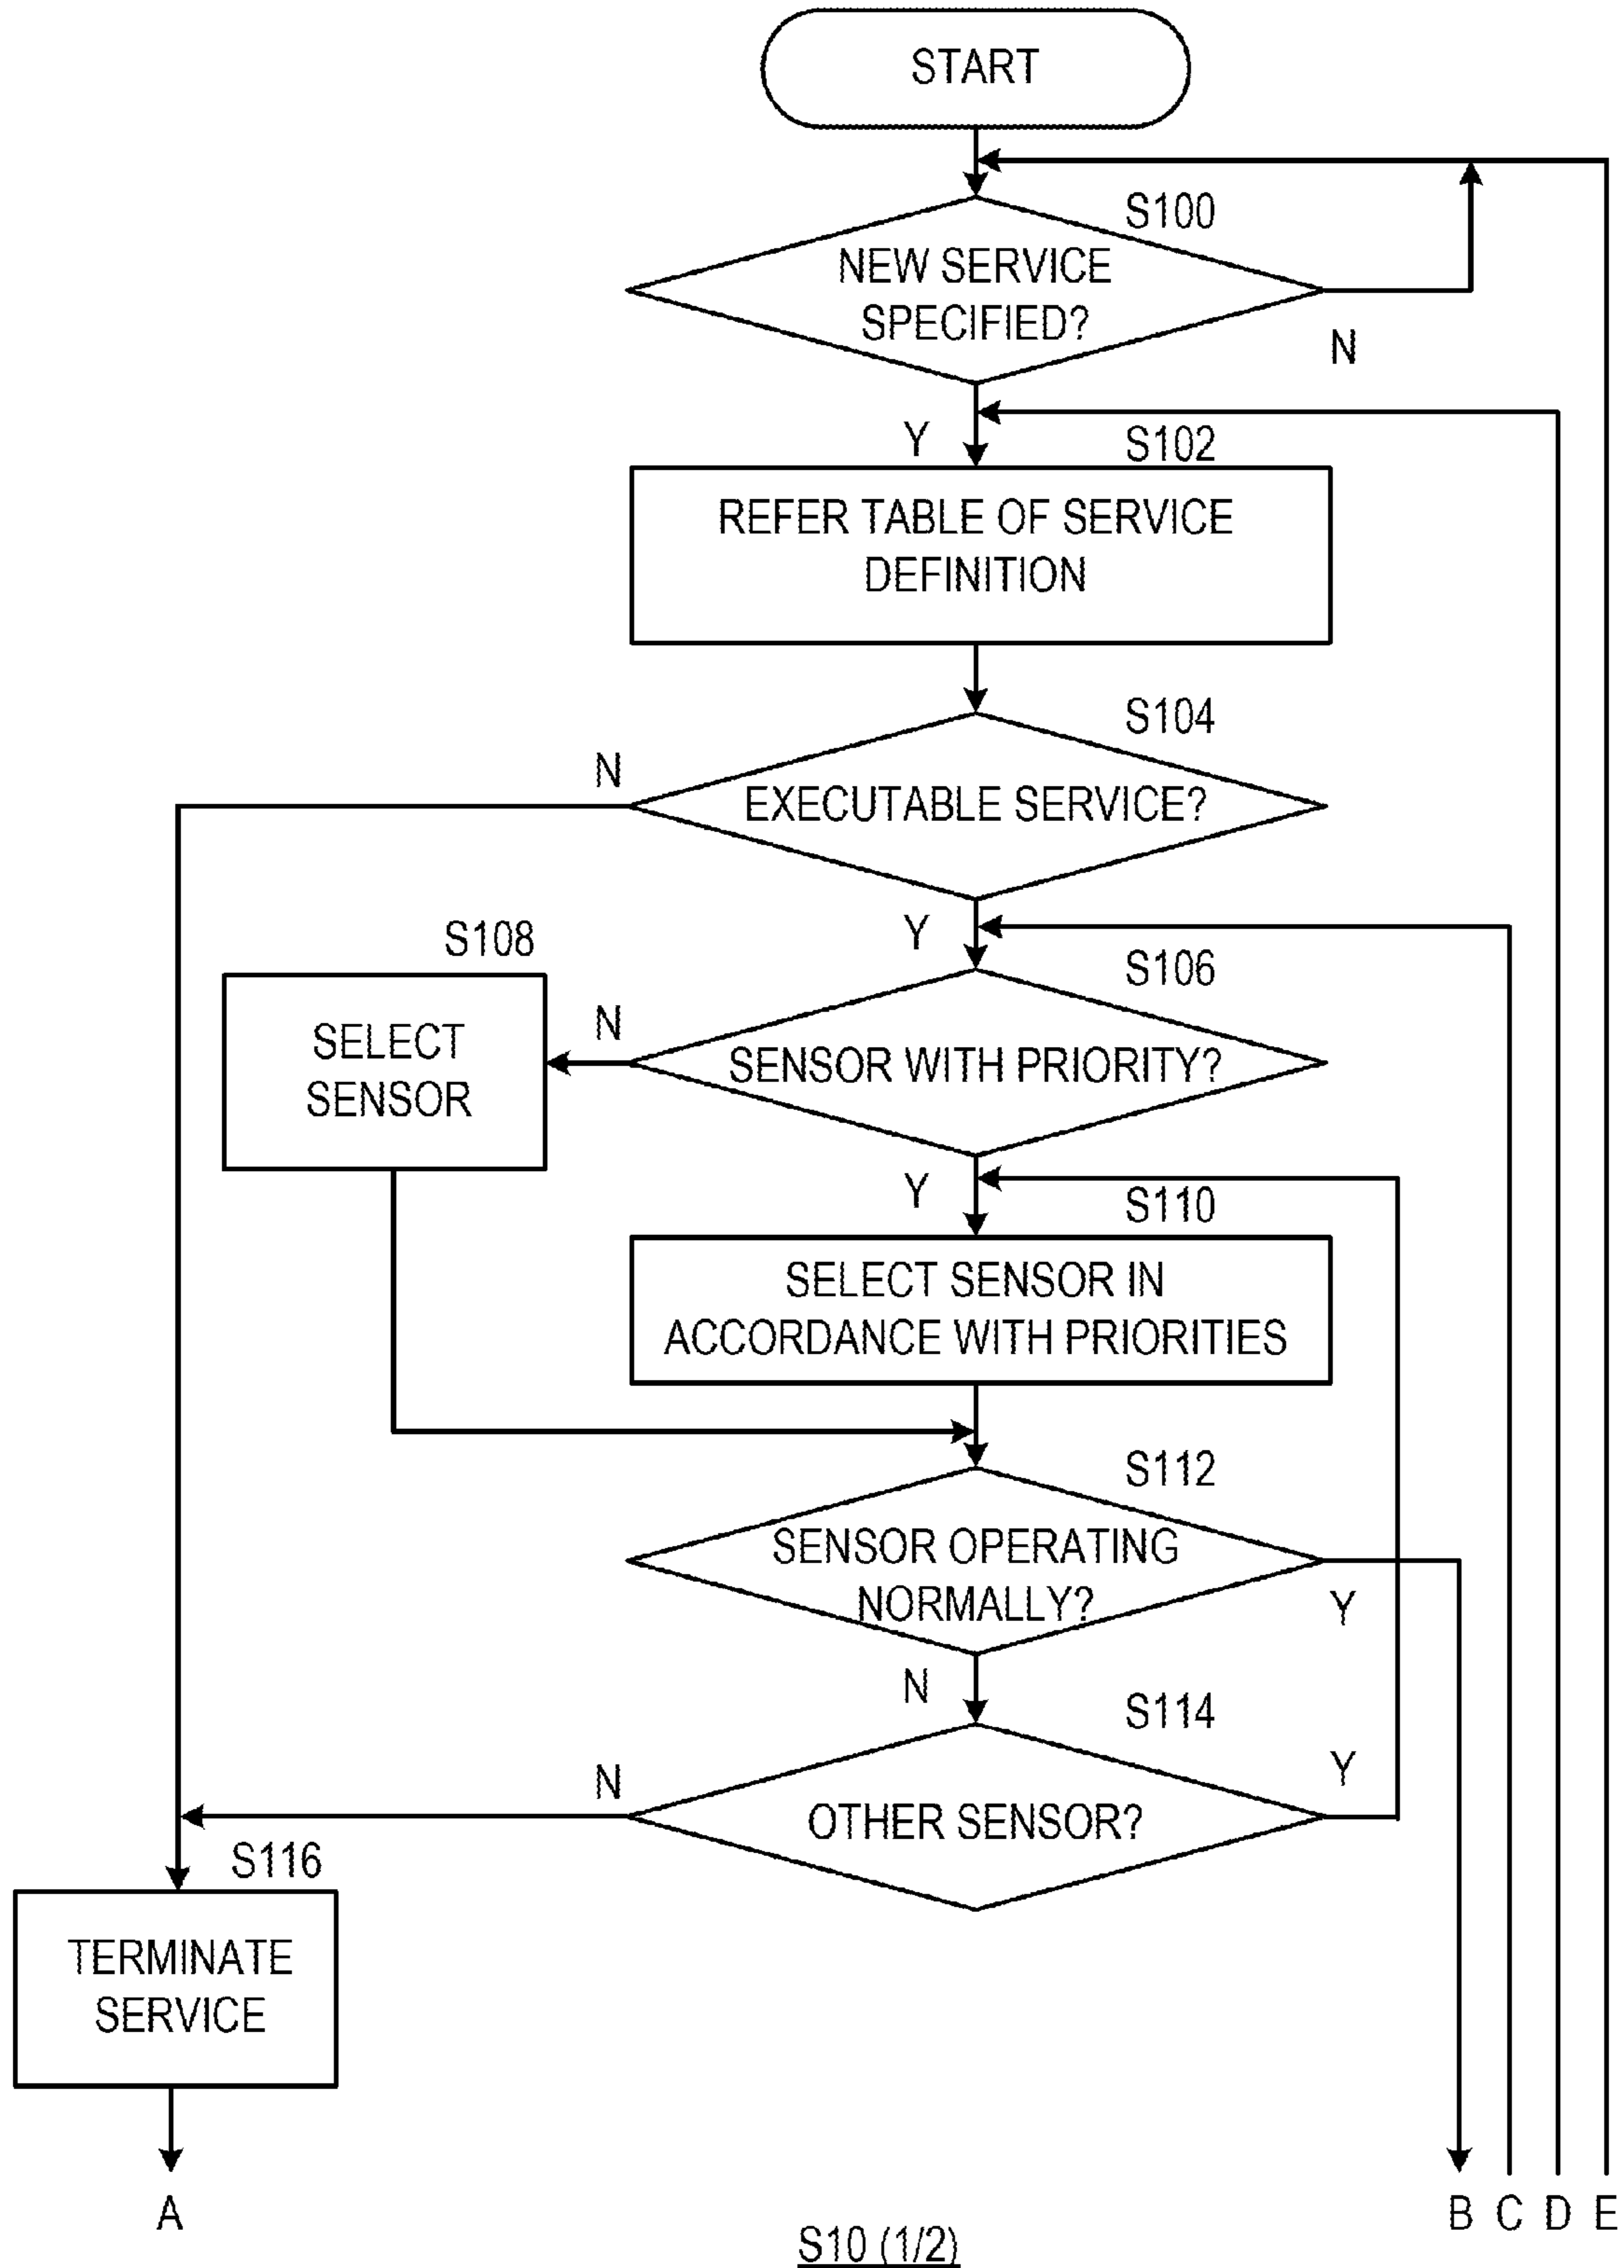 START
S100
NEW SERVICE
SPECIFIED?
N
Y
S102
REFER TABLE OF SERVICE
DEFINITION
S104
N
EXECUTABLE SERVICE?
Y
S108
S106
SELECT
SENSOR
N
SENSOR WITH PRIORITY?
Y
S110
SELECT SENSOR IN
ACCORDANCE WITH PRIORITIES
S112
SENSOR OPERATING
NORMALLY?
Y
N
S114
N
Y
OTHER SENSOR?
S116
TERMINATE
SERVICE
A
B C D E
S10 (1/2)